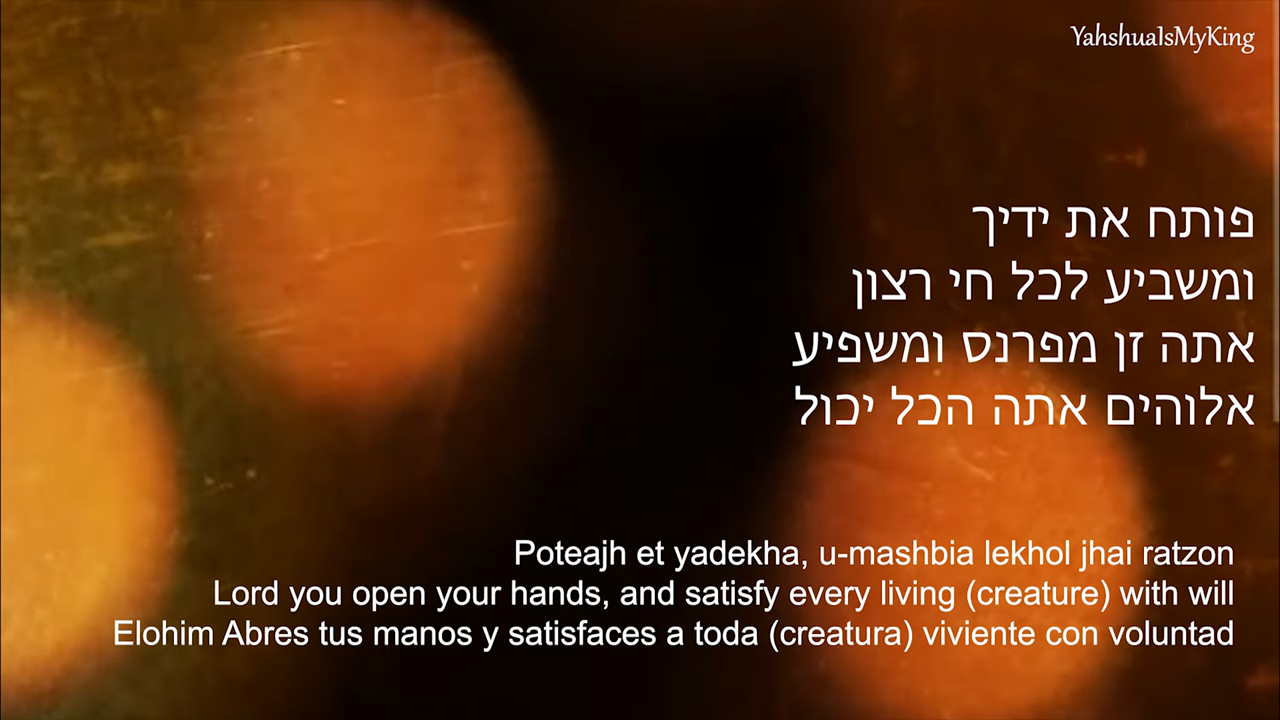 YahshuaIsMyKing
פותח את ידיך
ומשביע לכל חי רצון
אתה זן מפרנס ומשפיע
אלוהים אתה הכל יכול
Poteajh et yadekha, u-mashbia lekhol jhai ratzon
Lord you open your hands, and satisfy every living (creature) with will
Elohim Abres tus manos y satisfaces a toda (creatura) viviente con voluntad